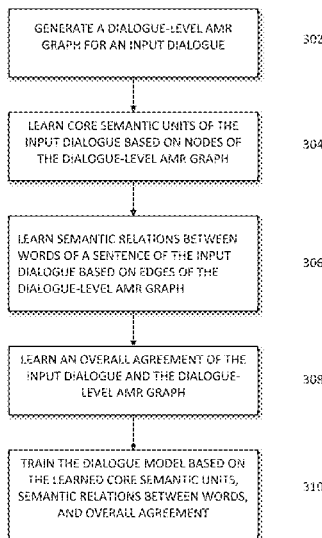 GENERATE A DIALOGUE-LEVEL AMR
GRAPH FOR AN INPUT DIALOGUE
302
LEARN CORE SEMANTIC UNITS OF THE
INPUT DIALOGUE BASED ON NODES OF
THE DIALOGUE-LEVEL AMR GRAPH
304
LEARN SEMANTIC RELATIONS BETWEEN
WORDS OF A SENTENCE OF THE INPUT
DIALOGUE BASED ON EDGES OF THE
DIALOGUE-LEVEL AMR GRAPH
306
LEARN AN OVERALL AGREEMENT OF THE
INPUT DIALOGUE AND THE DIALOGUE-
LEVEL AMR GRAPH
308
TRAIN THE DIALOGUE MODEL BASED ON
THE LEARNED CORE SEMANTIC UNITS,
SEMANTIC RELATIONS BETWEEN WORDS,
AND OVERALL AGREEMENT
310